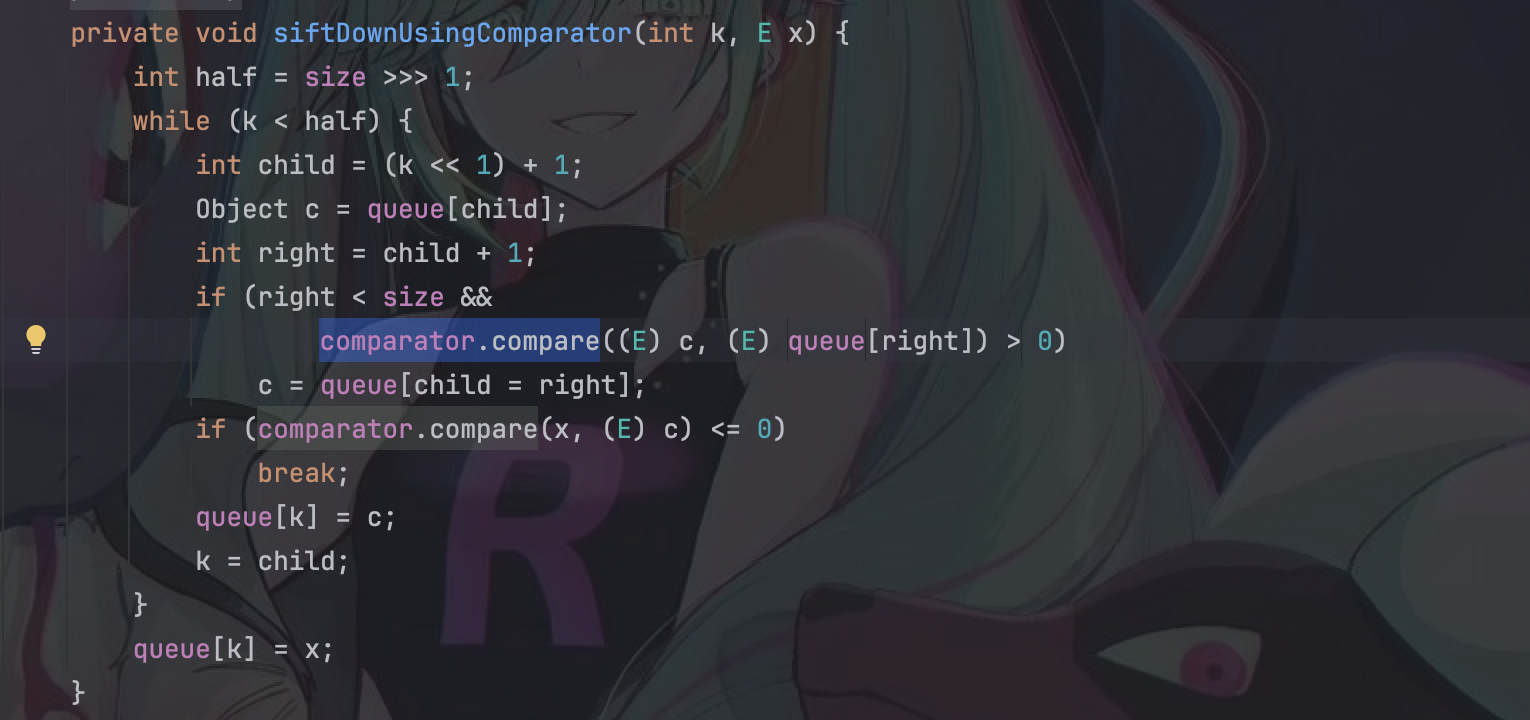 private void siftDownUsingComparator(int k, E x) {
    int half = size >>> 1;
    while (k < half) {
        int child = (k << 1) + 1;
        Object c = queue[child];
        int right = child + 1;
        if (right < size &&
                comparator.compare((E) c, (E) queue[right]) > 0)
            c = queue[child = right];
        if (comparator.compare(x, (E) c) <= 0)
            break;
        queue[k] = c;
        k = child;
    }
    queue[k] = x;
}
R